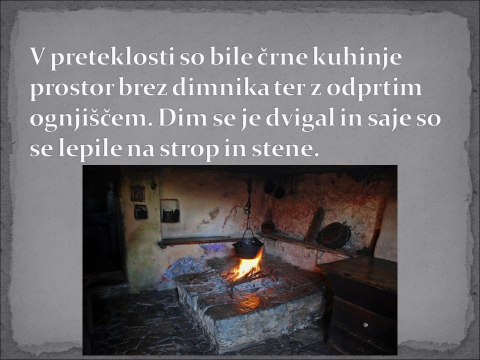 V preteklosti so bile črne kuhinje
prostor brez dimnika ter z odprtim
ognjiščem. Dim se je dvigal in saje so
se lepile na strop in stene.